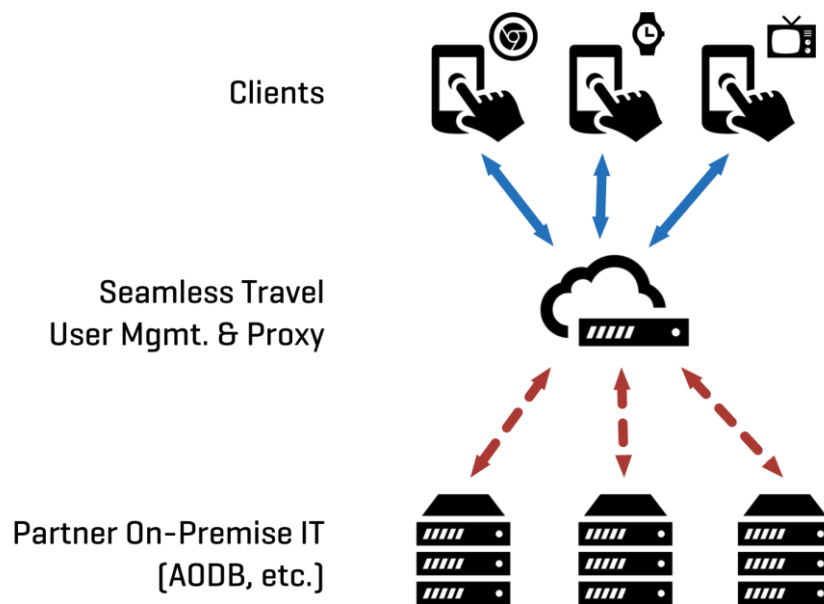 Clients
Seamless Travel
User Mgmt. & Proxy
Partner On-Premise IT
(AODB, etc.)